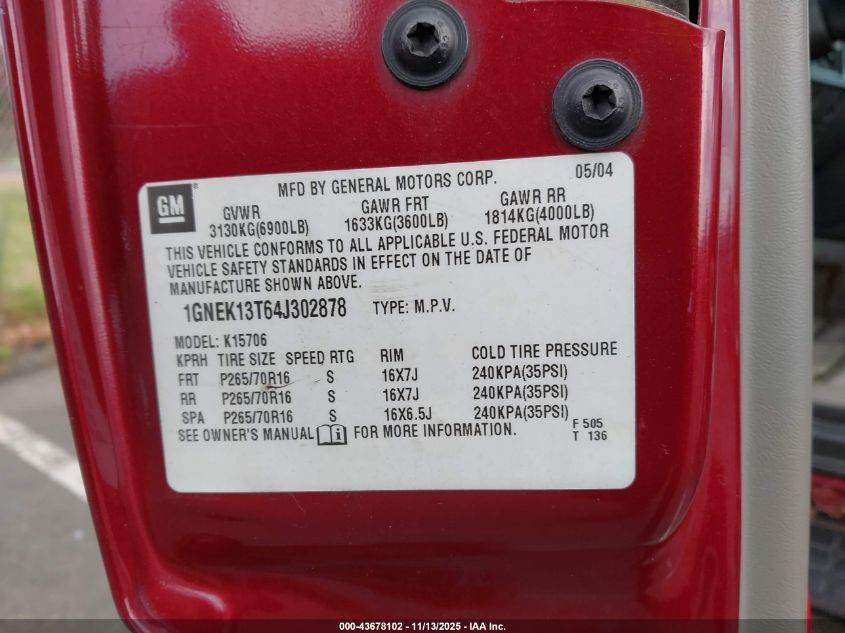 GM
MFD BY GENERAL MOTORS CORP. 05/04
GVWR GAWR FRT GAWR RR
3130KG(6900LB) 1633KG(3600LB) 1814KG(4000LB)
THIS VEHICLE CONFORMS TO ALL APPLICABLE U.S. FEDERAL MOTOR
VEHICLE SAFETY STANDARDS IN EFFECT ON THE DATE OF
MANUFACTURE SHOWN ABOVE.
1GNEK13T64J302878 TYPE: M.P.V.
MODEL: K15706
KPRH TIRE SIZE SPEED RTG RIM COLD TIRE PRESSURE
FRT P265/70R16 S 16X7J 240KPA(35PSI)
RR P265/70R16 S 16X7J 240KPA(35PSI)
SPA P265/70R16 S 16X6.5J 240KPA(35PSI)
SEE OWNER'S MANUAL i FOR MORE INFORMATION.
F 505
T 136
000-43678102 - 11/13/2025 - IAA Inc.